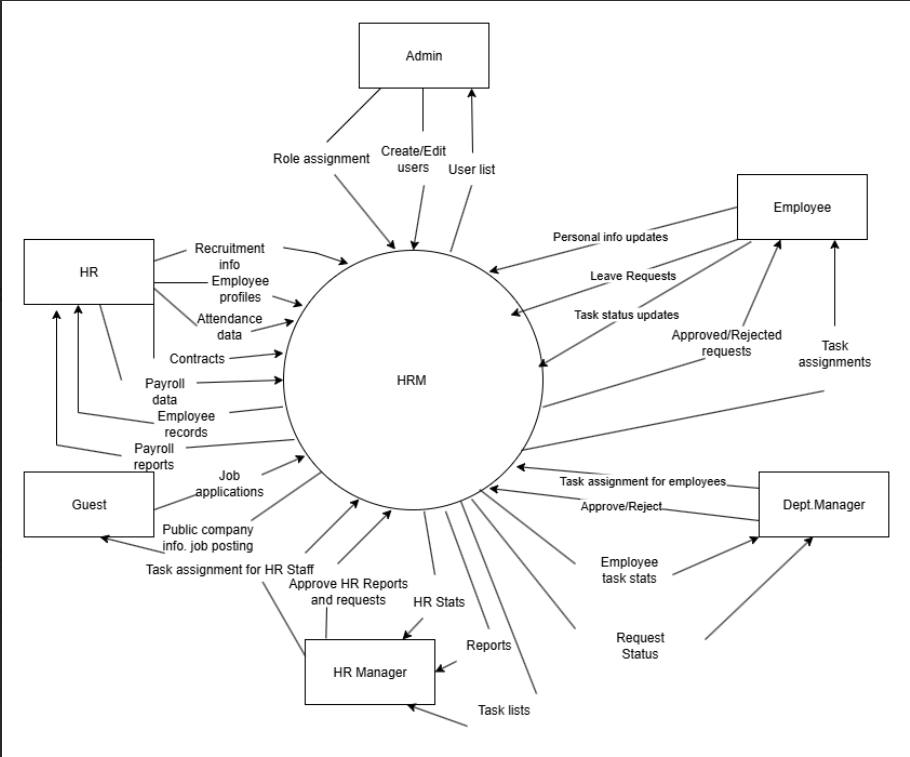 Admin
Role assignment
Create/Edit
users
User list
Employee
Personal info updates
Leave Requests
Task status updates
Approved/Rejected
requests
Task
assignments
HR
Recruitment
info
Employee
profiles
Attendance
data
Contracts
Payroll
data
Employee
records
Payroll
reports
HRM
Guest
Job
applications
Public company
info. job posting
Task assignment for HR Staff
Approve HR Reports
and requests
HR Stats
Reports
Task lists
HR Manager
Task assignment for employees
Approve/Reject
Dept.Manager
Employee
task stats
Request
Status